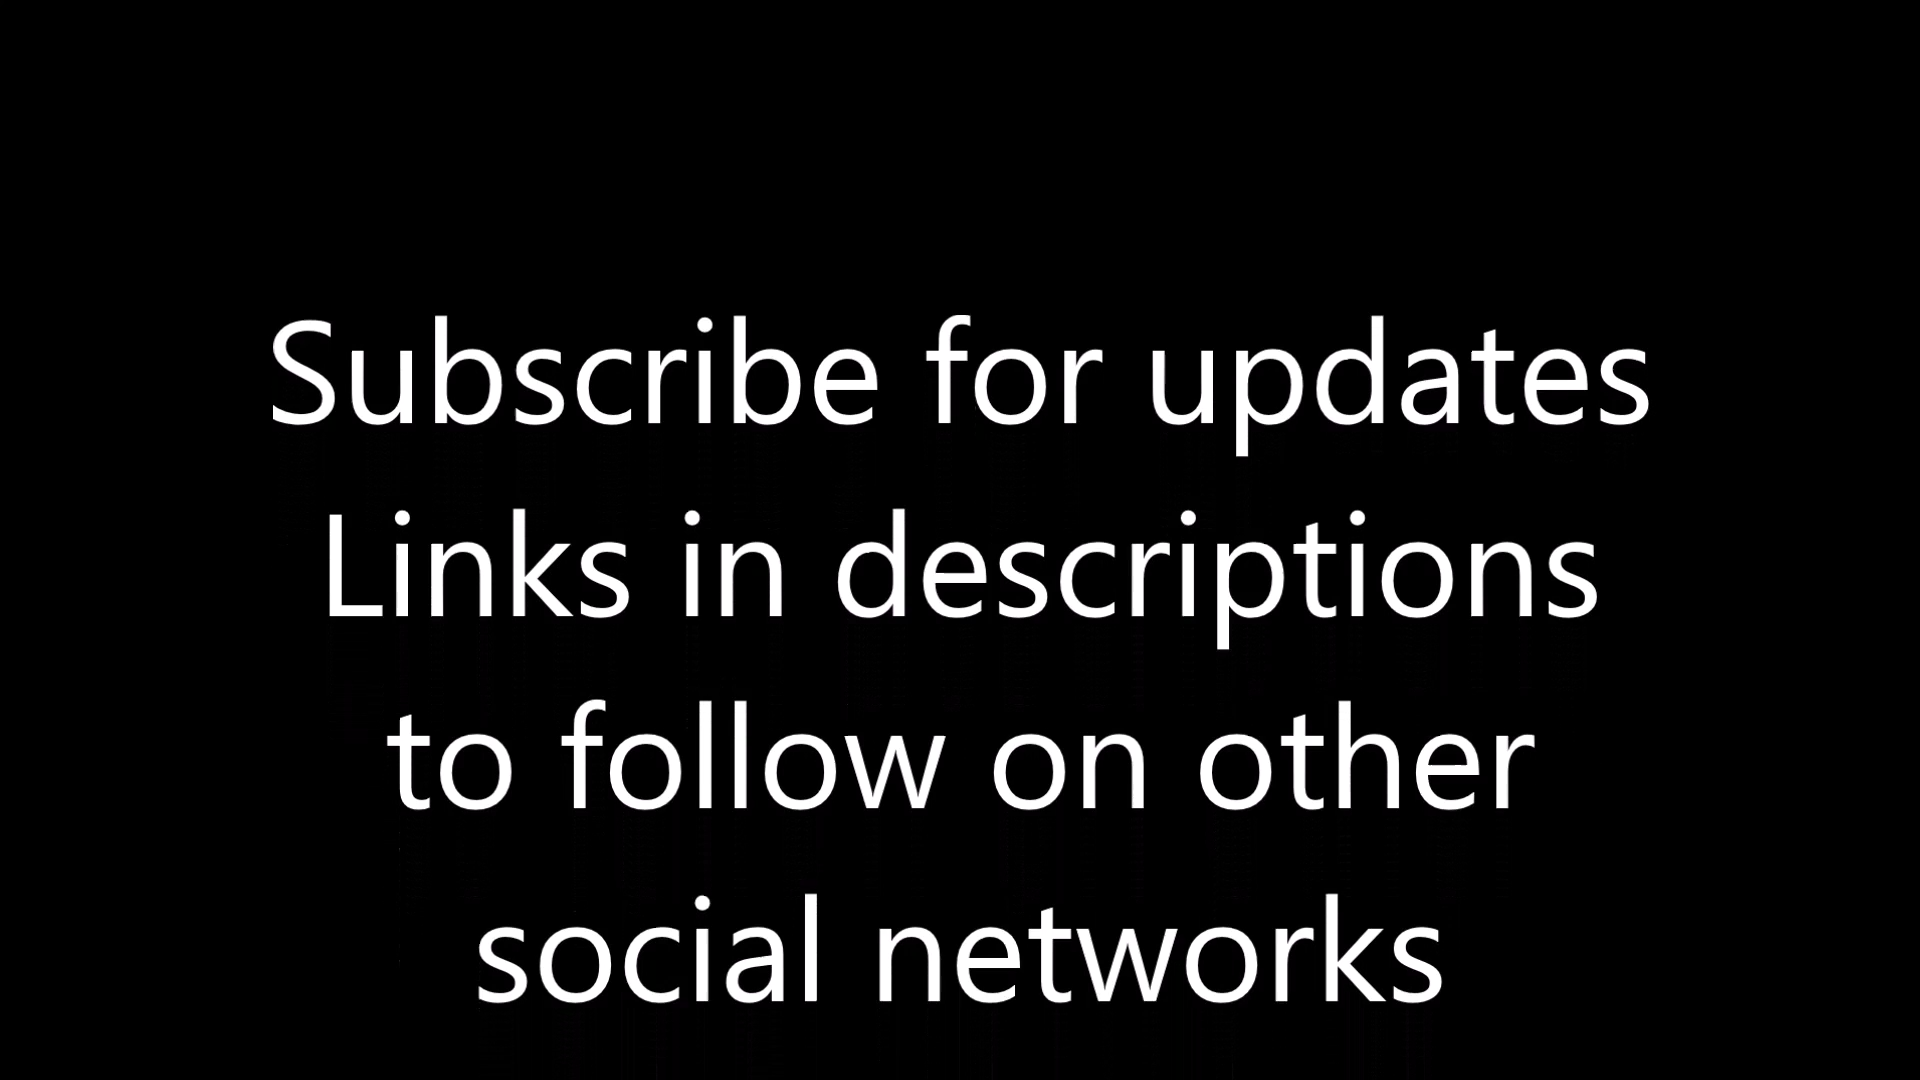 Subscribe for updates
Links in descriptions
to follow on other
social networks